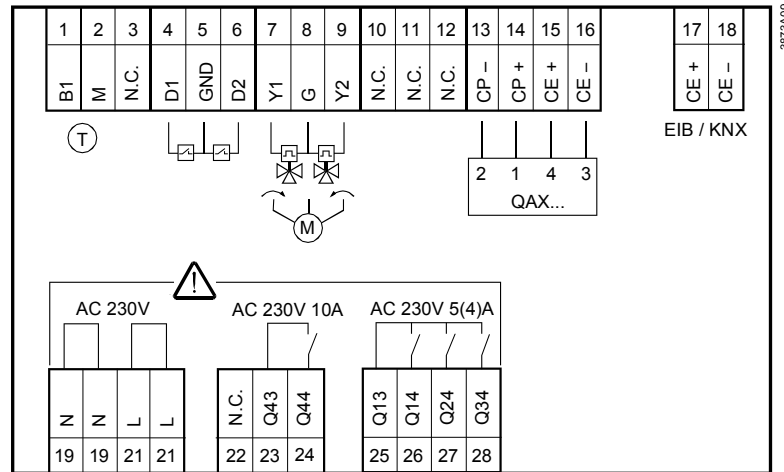 1 2 3 4 5 6 7 8 9 10 11 12 13 14 15 16 17 18
B1 M N.C. D1 GND D2 Y1 G Y2 N.C. N.C. N.C. CP – CP + CE + CE – CE + CE –
T
EIB / KNX
2 1 4 3
QAX...
M
!
AC 230V AC 230V 10A AC 230V 5(4)A
N N L L N.C. Q43 Q44 Q13 Q14 Q24 Q34
19 19 21 21 22 23 24 25 26 27 28